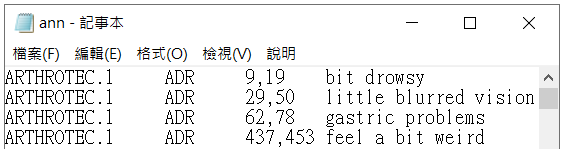 ann - 記事本
檔案(F) 編輯(E) 格式(O) 檢視(V) 說明
ARTHROTEC.1 ADR 9,19 bit drowsy
ARTHROTEC.1 ADR 29,50 little blurred vision
ARTHROTEC.1 ADR 62,78 gastric problems
ARTHROTEC.1 ADR 437,453 feel a bit weird